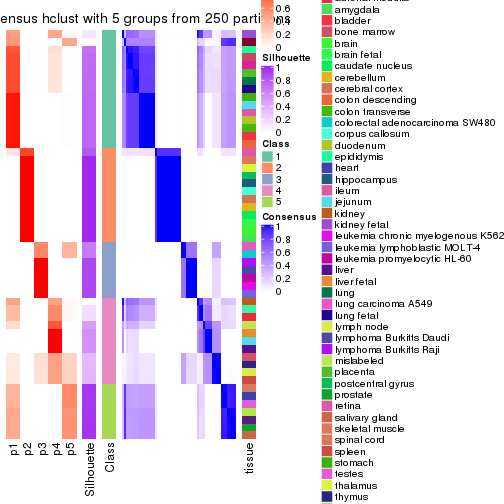 ensus hclust with 5 groups from 250 parti
0.6
0.4
0.2
0
Silhouette
1
0.8
0.6
0.4
0.2
0
Class
1
2
3
4
5
Consensus
1
0.8
0.6
0.4
0.2
0
p1
p2
p3
p4
p5
Silhouette
Class
tissue
amygdala
bladder
bone marrow
brain
brain fetal
caudate nucleus
cerebellum
cerebral cortex
colon descending
colon transverse
colorectal adenocarcinoma SW480
corpus callosum
duodenum
epididymis
heart
hippocampus
ileum
jejunum
kidney
kidney fetal
leukemia chronic myelogenous K562
leukemia lymphoblastic MOLT-4
leukemia promyelocytic HL-60
liver
liver fetal
lung
lung carcinoma A549
lung fetal
lymph node
lymphoma Burkitts Daudi
lymphoma Burkitts Raji
mislabeled
placenta
postcentral gyrus
prostate
retina
salivary gland
skeletal muscle
spinal cord
spleen
stomach
testes
thalamus
thymus